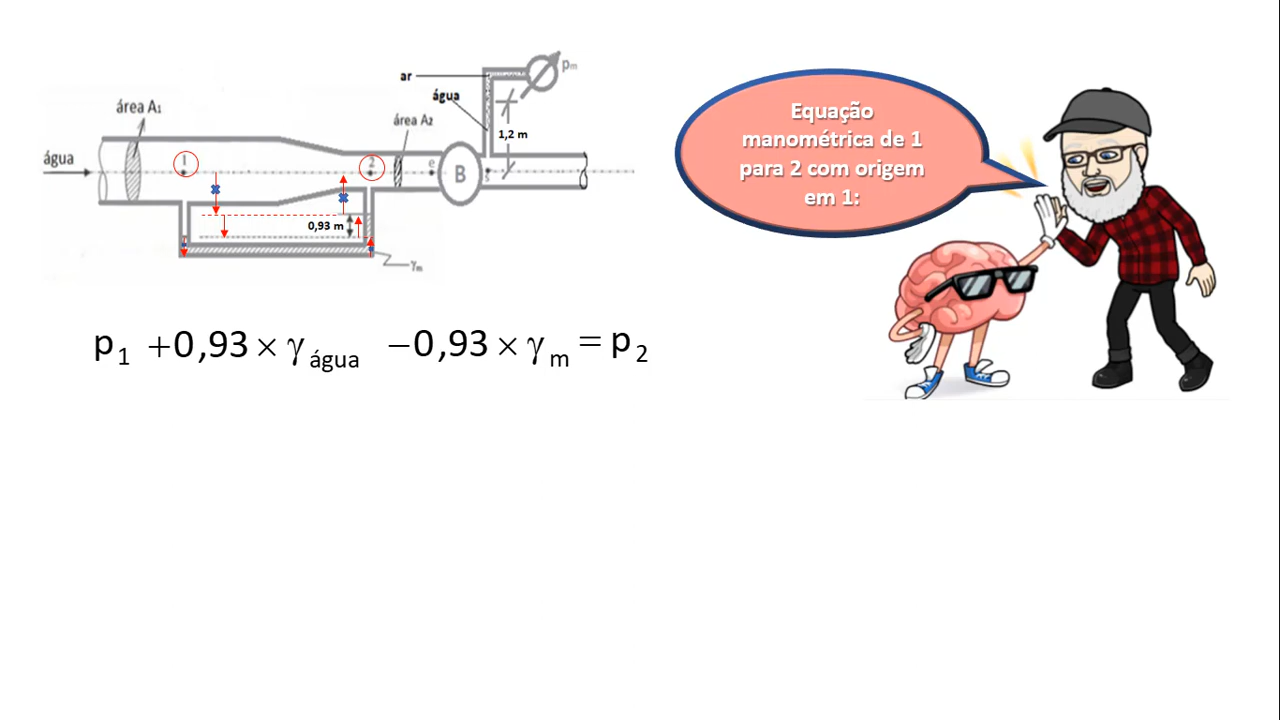 ar
pm
água
área A1
área A2
1,2 m
água
1
2
e
B
s
0,93 m
γm
Equação
manométrica de 1
para 2 com origem
em 1:
p1 +0,93 × γágua −0,93 × γm = p2